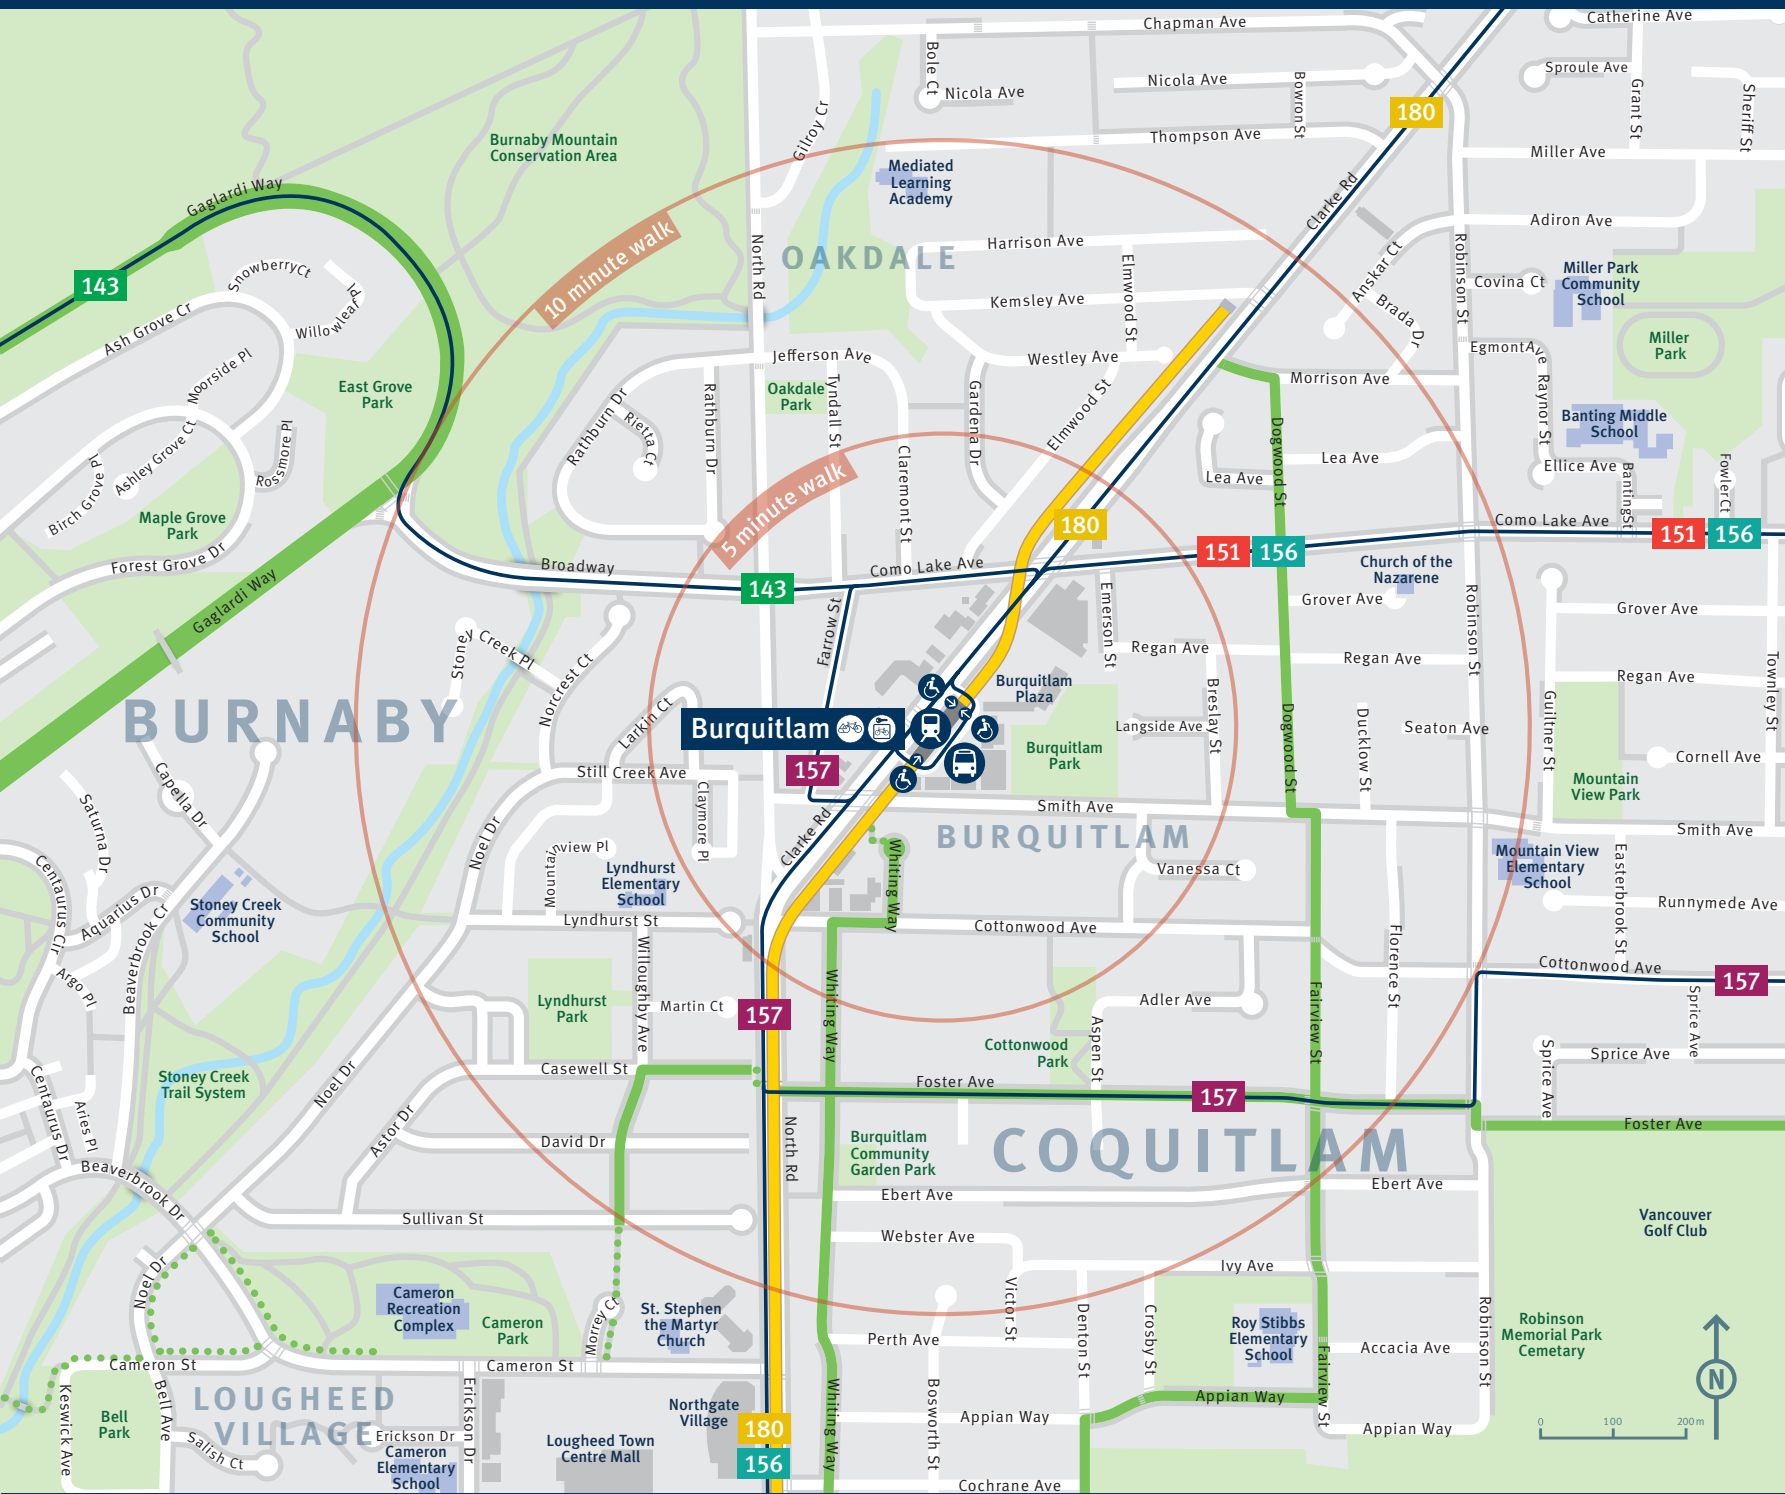 Chapman Ave
Catherine Ave
Bole Ct
Nicola Ave
Nicola Ave
Bowron St
Sproule Ave
Grant St
Sheriff St
180
Gilroy Cr
Thompson Ave
Miller Ave
Burnaby Mountain
Conservation Area
Mediated
Learning
Academy
Gaglardi Way
Clarke Rd
Adiron Ave
10 minute walk
North Rd
OAKDALE
Harrison Ave
Elmwood St
Anskar Ct
Robinson St
Covina Ct
Miller Park
Community
School
143
Snowberry Ct
Willowleaf Pl
Ash Grove Cr
Kemsley Ave
Brada Dr
Moorside Pl
Jefferson Ave
Westley Ave
Egmont Ave
Miller
Park
East Grove
Park
Oakdale
Park
Tyndall St
Gardena Dr
Elmwood St
Morrison Ave
Raynor St
Rathburn Dr
Rietta Ct
Rathburn Dr
Banting Middle
School
Birch Grove Pl
Ashley Grove Ct
Rossmore Pl
Claremont St
Dogwood St
Lea Ave
Lea Ave
Ellice Ave
Banting St
Fowler Ct
5 minute walk
Maple Grove
Park
Forest Grove Dr
180
Como Lake Ave
151
156
151
156
Gaglardi Way
Broadway
143
Como Lake Ave
Church of the
Nazarene
Farrow St
Emerson St
Grover Ave
Robinson St
Grover Ave
Stoney Creek Pl
Norcrest Ct
Regan Ave
Regan Ave
Regan Ave
Townley St
BURNABY
Larkin Ct
Burquitlam
Plaza
Breslay St
Dogwood St
Ducklow St
Guiltner St
Burquitlam
Langside Ave
Seaton Ave
Burquitlam
Park
Cornell Ave
157
Still Creek Ave
Capella Dr
Claymore Pl
Mountain
View Park
Saturna Dr
Smith Ave
Smith Ave
Clarke Rd
BURQUITLAM
Noel Dr
Mountainview Pl
Whiting Way
Mountain View
Elementary
School
Easterbrook St
Centaurus Cir
Lyndhurst
Elementary
School
Vanessa Ct
Aquarius Dr
Stoney Creek
Community
School
Lyndhurst St
Cottonwood Ave
Runnymede Ave
Beaverbrook Cr
Willoughby Ave
Florence St
Cottonwood Ave
157
Argo Pl
Lyndhurst
Park
Martin Ct
157
Whiting Way
Adler Ave
Fairview St
Sprice Ave
Aspen St
Cottonwood
Park
Sprice Ave
Sprice Ave
Stoney Creek
Trail System
Noel Dr
Casewell St
Foster Ave
157
Centaurus Dr
Aries Pl
Astor Dr
David Dr
North Rd
Burquitlam
Community
Garden Park
COQUITLAM
Foster Ave
Beaverbrook Dr
Ebert Ave
Ebert Ave
Sullivan St
Webster Ave
Vancouver
Golf Club
Noel Dr
Ivy Ave
Cameron
Recreation
Complex
Cameron
Park
Morrey Ct
St. Stephen
the Martyr
Church
Victor St
Denton St
Crosby St
Roy Stibbs
Elementary
School
Fairview St
Robinson St
Robinson
Memorial Park
Cemetary
Perth Ave
Accacia Ave
Cameron St
Cameron St
Keswick Ave
Bell Ave
LOUGHEED
VILLAGE
Erickson Dr
Whiting Way
Bosworth St
Appian Way
N
Bell
Park
Northgate
Village
180
Appian Way
Appian Way
0 100 200 m
Salish Ct
Erickson Dr
Cameron
Elementary
School
Lougheed Town
Centre Mall
156
Cochrane Ave